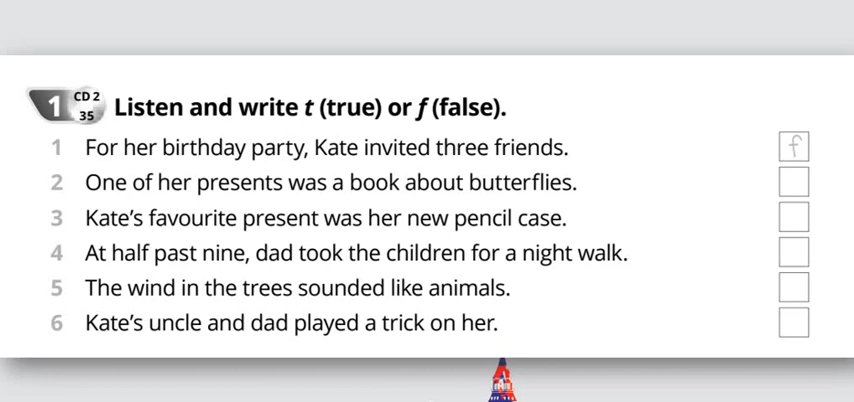 1 CD 2 35 Listen and write t (true) or f (false).
1 For her birthday party, Kate invited three friends. f
2 One of her presents was a book about butterflies.
3 Kate's favourite present was her new pencil case.
4 At half past nine, dad took the children for a night walk.
5 The wind in the trees sounded like animals.
6 Kate's uncle and dad played a trick on her.